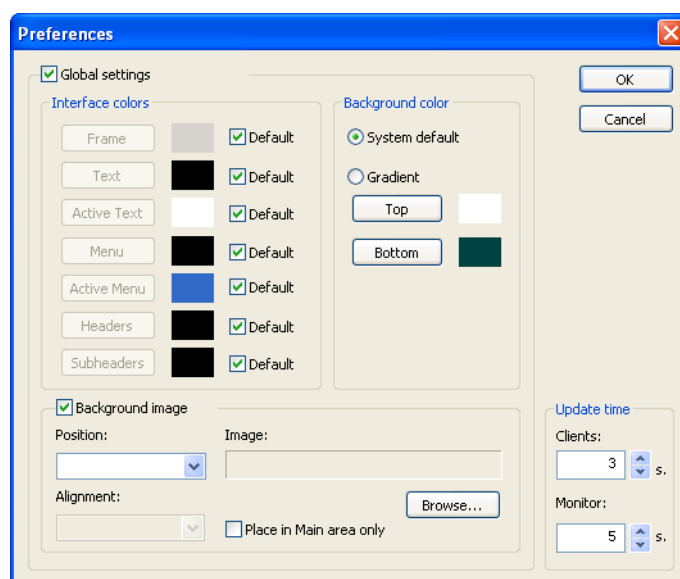 Preferences
Global settings
OK
Cancel
Interface colors
Frame Default
Text Default
Active Text Default
Menu Default
Active Menu Default
Headers Default
Subheaders Default
Background color
System default
Gradient
Top
Bottom
Background image
Position:
Image:
Alignment:
Browse...
Place in Main area only
Update time
Clients:
3 s.
Monitor:
5 s.